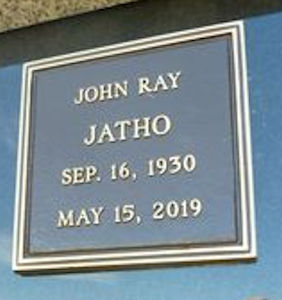 JOHN RAY
JATHO
SEP. 16, 1930
MAY 15, 2019